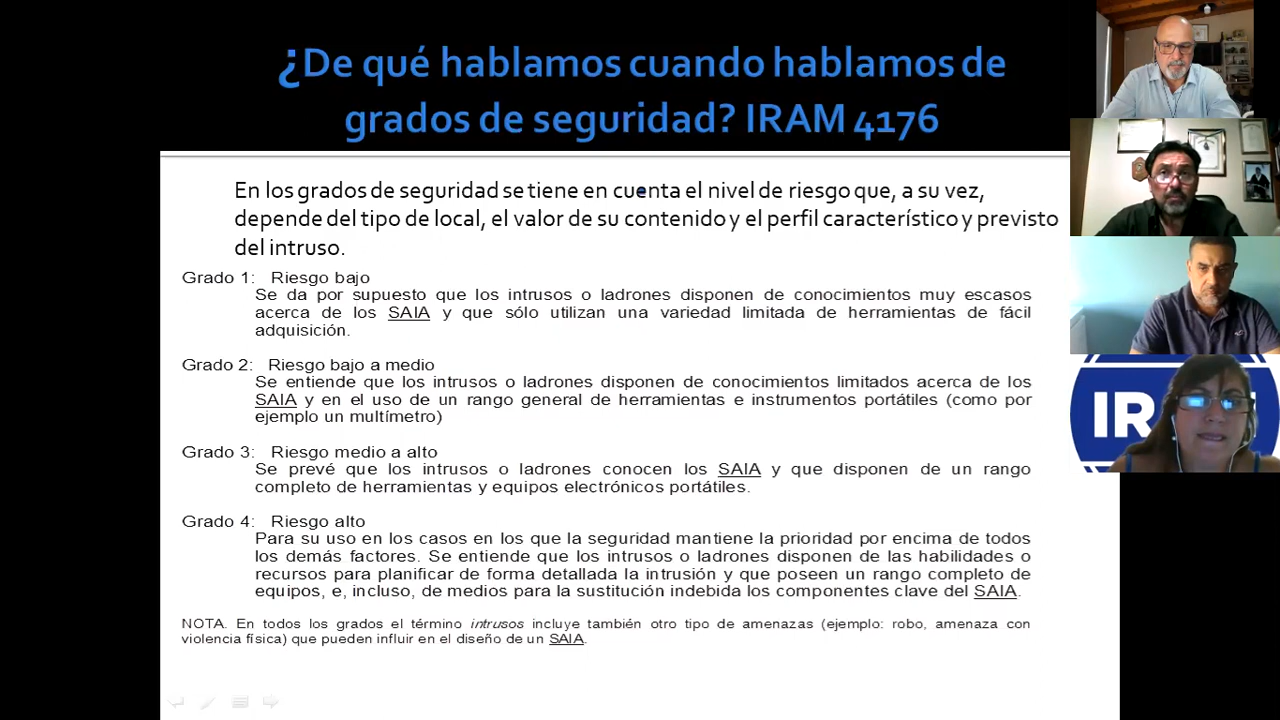 ¿De qué hablamos cuando hablamos de
grados de seguridad? IRAM 4176
En los grados de seguridad se tiene en cuenta el nivel de riesgo que, a su vez,
depende del tipo de local, el valor de su contenido y el perfil característico y previsto
del intruso.
Grado 1: Riesgo bajo
Se da por supuesto que los intrusos o ladrones disponen de conocimientos muy escasos
acerca de los SAIA y que sólo utilizan una variedad limitada de herramientas de fácil
adquisición.
Grado 2: Riesgo bajo a medio
Se entiende que los intrusos o ladrones disponen de conocimientos limitados acerca de los
SAIA y en el uso de un rango general de herramientas e instrumentos portátiles (como por
ejemplo un multímetro)
Grado 3: Riesgo medio a alto
Se prevé que los intrusos o ladrones conocen los SAIA y que disponen de un rango
completo de herramientas y equipos electrónicos portátiles.
Grado 4: Riesgo alto
Para su uso en los casos en los que la seguridad mantiene la prioridad por encima de todos
los demás factores. Se entiende que los intrusos o ladrones disponen de las habilidades o
recursos para planificar de forma detallada la intrusión y que poseen un rango completo de
equipos, e, incluso, de medios para la sustitución indebida los componentes clave del SAIA.
NOTA. En todos los grados el término intrusos incluye también otro tipo de amenazas (ejemplo: robo, amenaza con
violencia física) que pueden influir en el diseño de un SAIA.